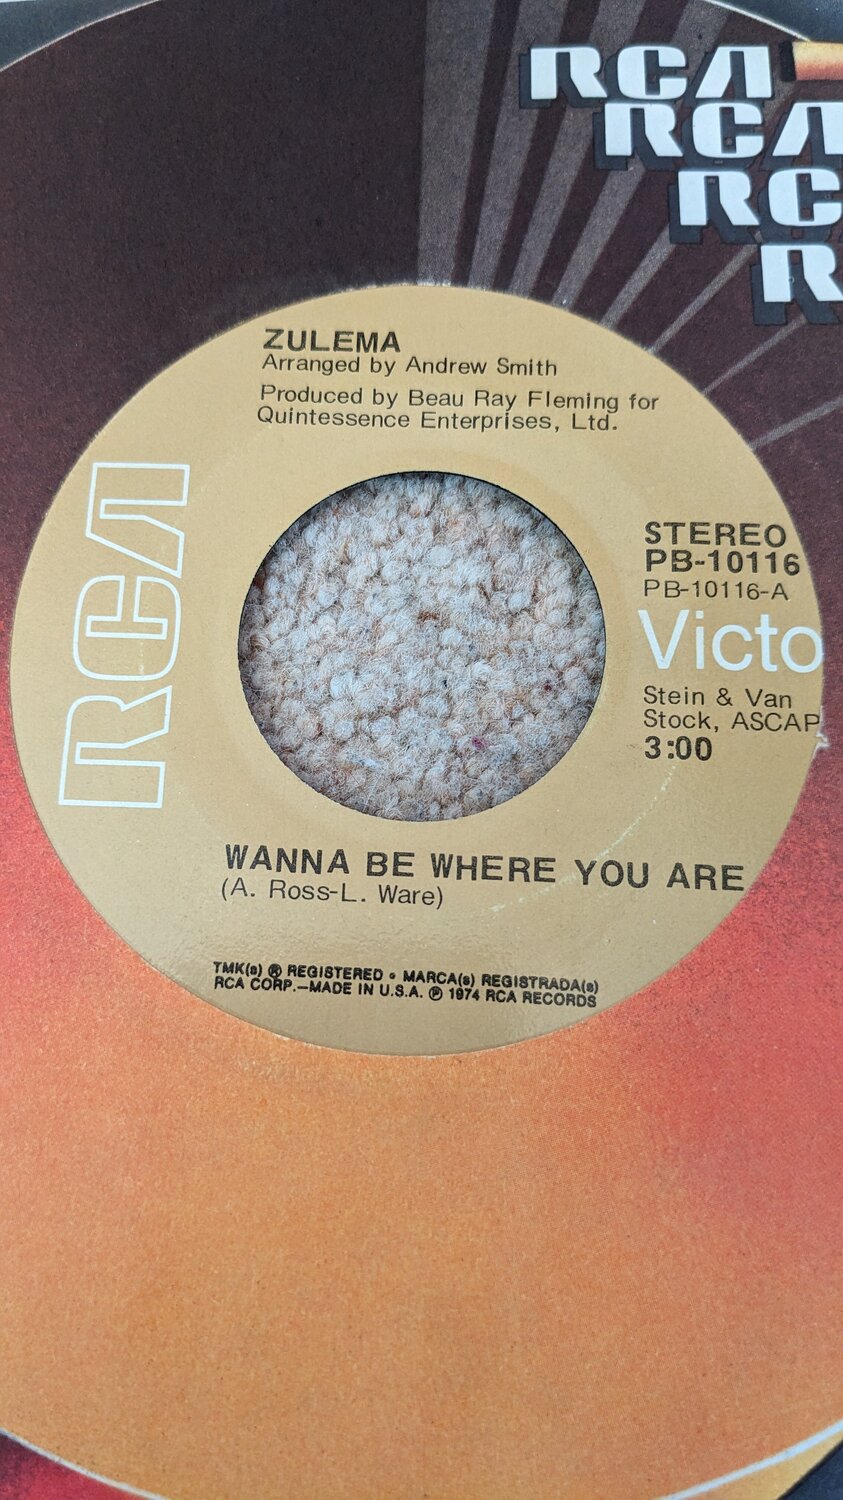 RCA
RCA
RC
R
ZULEMA
Arranged by Andrew Smith
Produced by Beau Ray Fleming for
Quintessence Enterprises, Ltd.
RCA
STEREO
PB-10116
PB-10116-A
Victo
Stein & Van
Stock, ASCAP
3:00
WANNA BE WHERE YOU ARE
(A. Ross-L. Ware)
TMK(s) ® REGISTERED • MARCA(s) REGISTRADA(s)
RCA CORP.—MADE IN U.S.A. ℗ 1974 RCA RECORDS